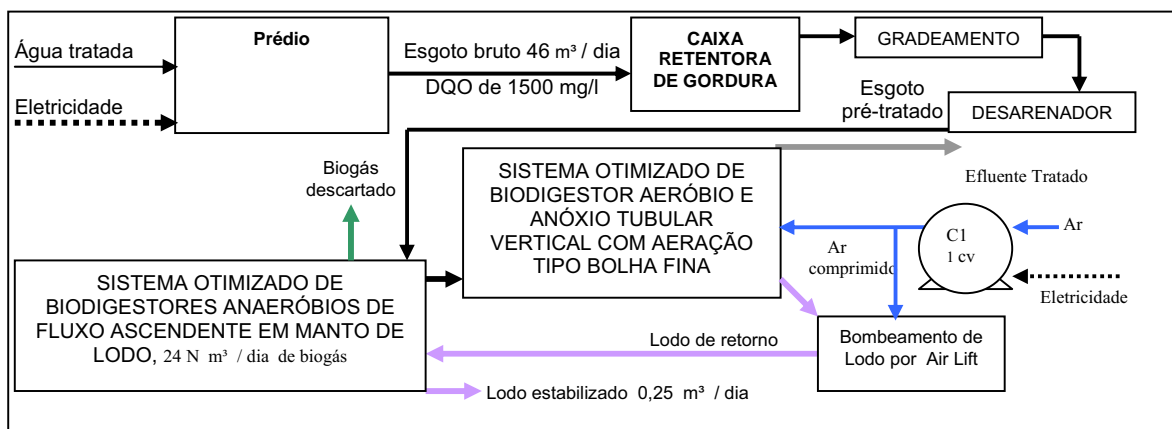 Água tratada
Eletricidade
Prédio
Esgoto bruto 46 m³ / dia
DQO de 1500 mg/l
CAIXA
RETENTORA
DE GORDURA
GRADEAMENTO
Esgoto
pré-tratado
DESARENADOR
Biogás
descartado
SISTEMA OTIMIZADO DE
BIODIGESTOR AERÓBIO E
ANÓXIO TUBULAR
VERTICAL COM AERAÇÃO
TIPO BOLHA FINA
Efluente Tratado
Ar
comprimido
C1
1 cv
Ar
Eletricidade
SISTEMA OTIMIZADO DE
BIODIGESTORES ANAERÓBIOS DE
FLUXO ASCENDENTE EM MANTO DE
LODO, 24 N m³ / dia de biogás
Lodo de retorno
Bombeamento de
Lodo por Air Lift
Lodo estabilizado 0,25 m³ / dia